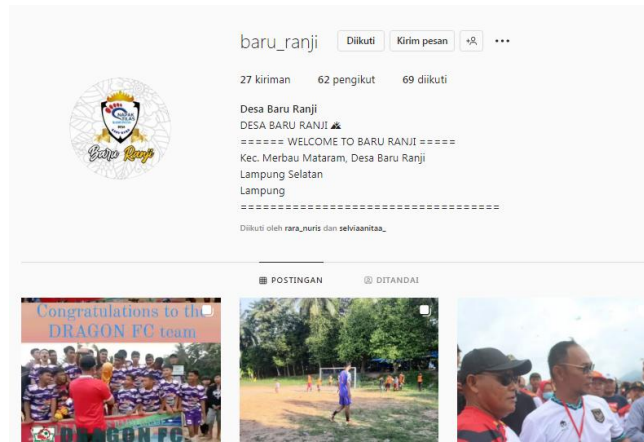 baru_ranji Diikuti Kirim pesan
27 kiriman 62 pengikut 69 diikuti
Desa Baru Ranji
DESA BARU RANJI
====== WELCOME TO BARU RANJI =====
Kec. Merbau Mataram, Desa Baru Ranji
Lampung Selatan
Lampung
===================================
Diikuti oleh rara_nuris dan selviaanitaa_
Baru Ranji
POSTINGAN DITANDAI
Congratulations to the
DRAGON FC team
DRAGON FC